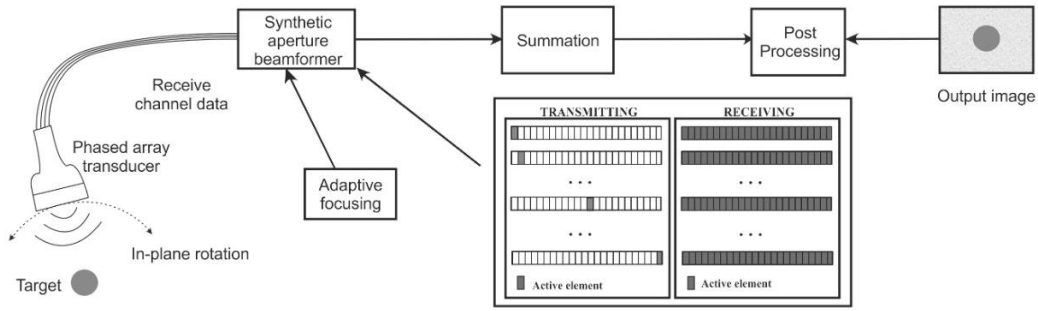 Synthetic
aperture
beamformer
Summation
Post
Processing
Output image
Receive
channel data
Phased array
transducer
Adaptive
focusing
In-plane rotation
Target
TRANSMITTING
RECEIVING
. . .
. . .
. . .
. . .
Active element
Active element